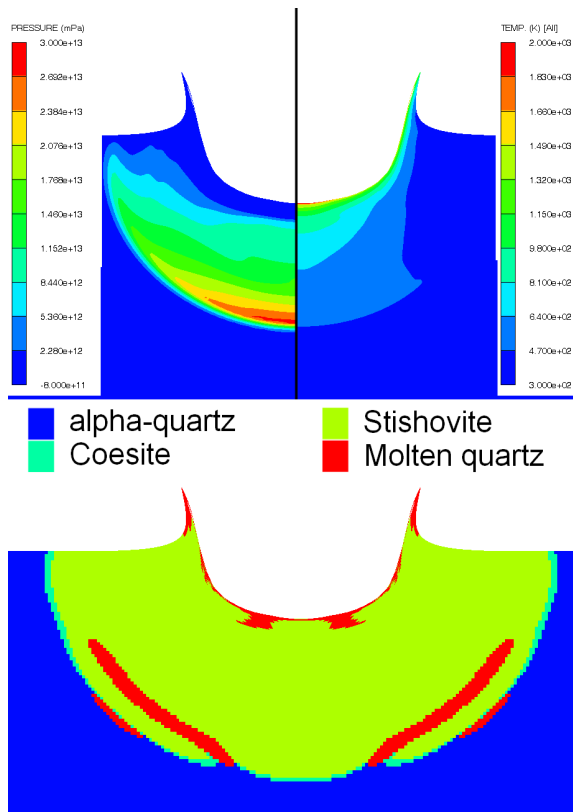 PRESSURE (mPa)
3.000e+13
2.692e+13
2.384e+13
2.076e+13
1.768e+13
1.460e+13
1.152e+13
8.440e+12
5.360e+12
2.280e+12
-8.000e+11
TEMP. (K) [All]
2.000e+03
1.830e+03
1.660e+03
1.490e+03
1.320e+03
1.150e+03
9.800e+02
8.100e+02
6.400e+02
4.700e+02
3.000e+02
alpha-quartz
Coesite
Stishovite
Molten quartz